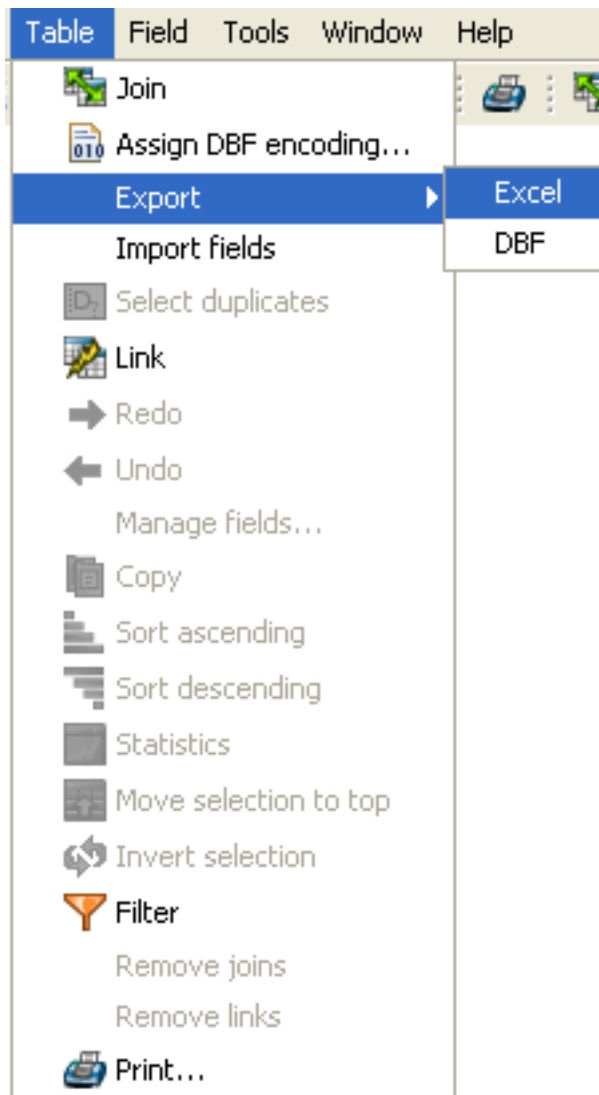 Table Field Tools Window Help
Join
Assign DBF encoding...
Export Excel
Import fields DBF
Select duplicates
Link
Redo
Undo
Manage fields...
Copy
Sort ascending
Sort descending
Statistics
Move selection to top
Invert selection
Filter
Remove joins
Remove links
Print...